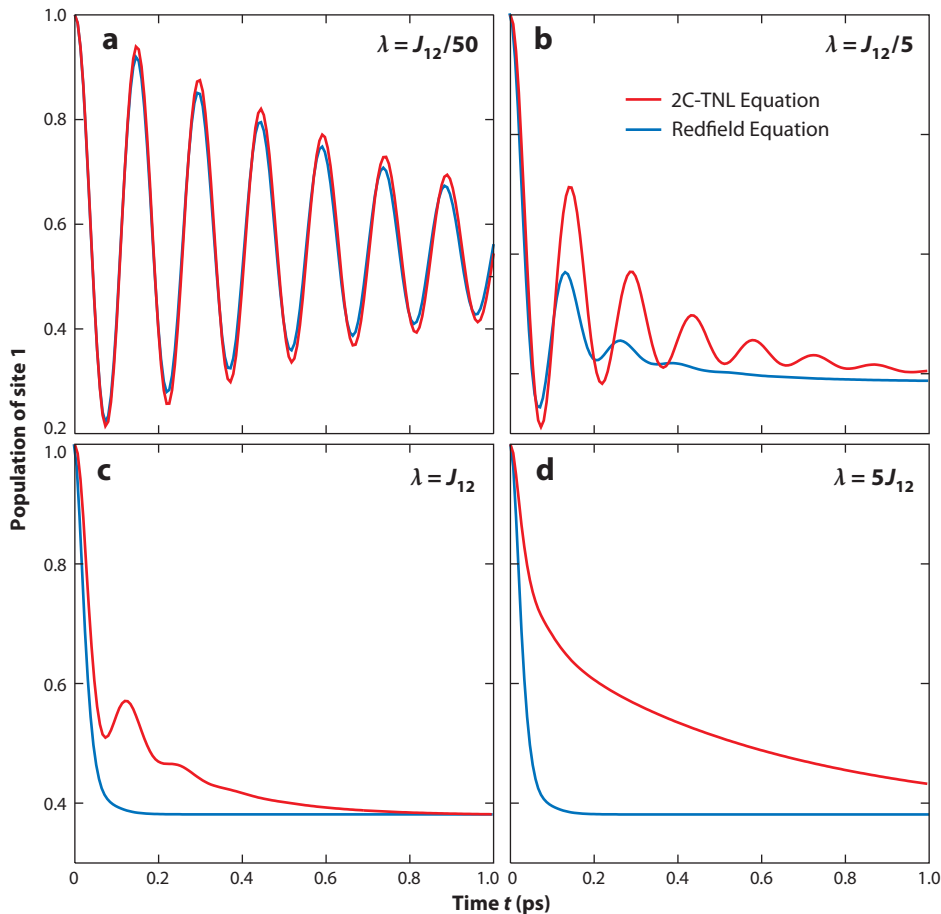 a
λ = J12/50
b
λ = J12/5
2C-TNL Equation
Redfield Equation
1.0
0.8
0.6
0.4
0.2
c
λ = J12
d
λ = 5J12
1.0
0.8
0.6
0.4
Population of site 1
0 0.2 0.4 0.6 0.8 1.0
0 0.2 0.4 0.6 0.8 1.0
Time t (ps)